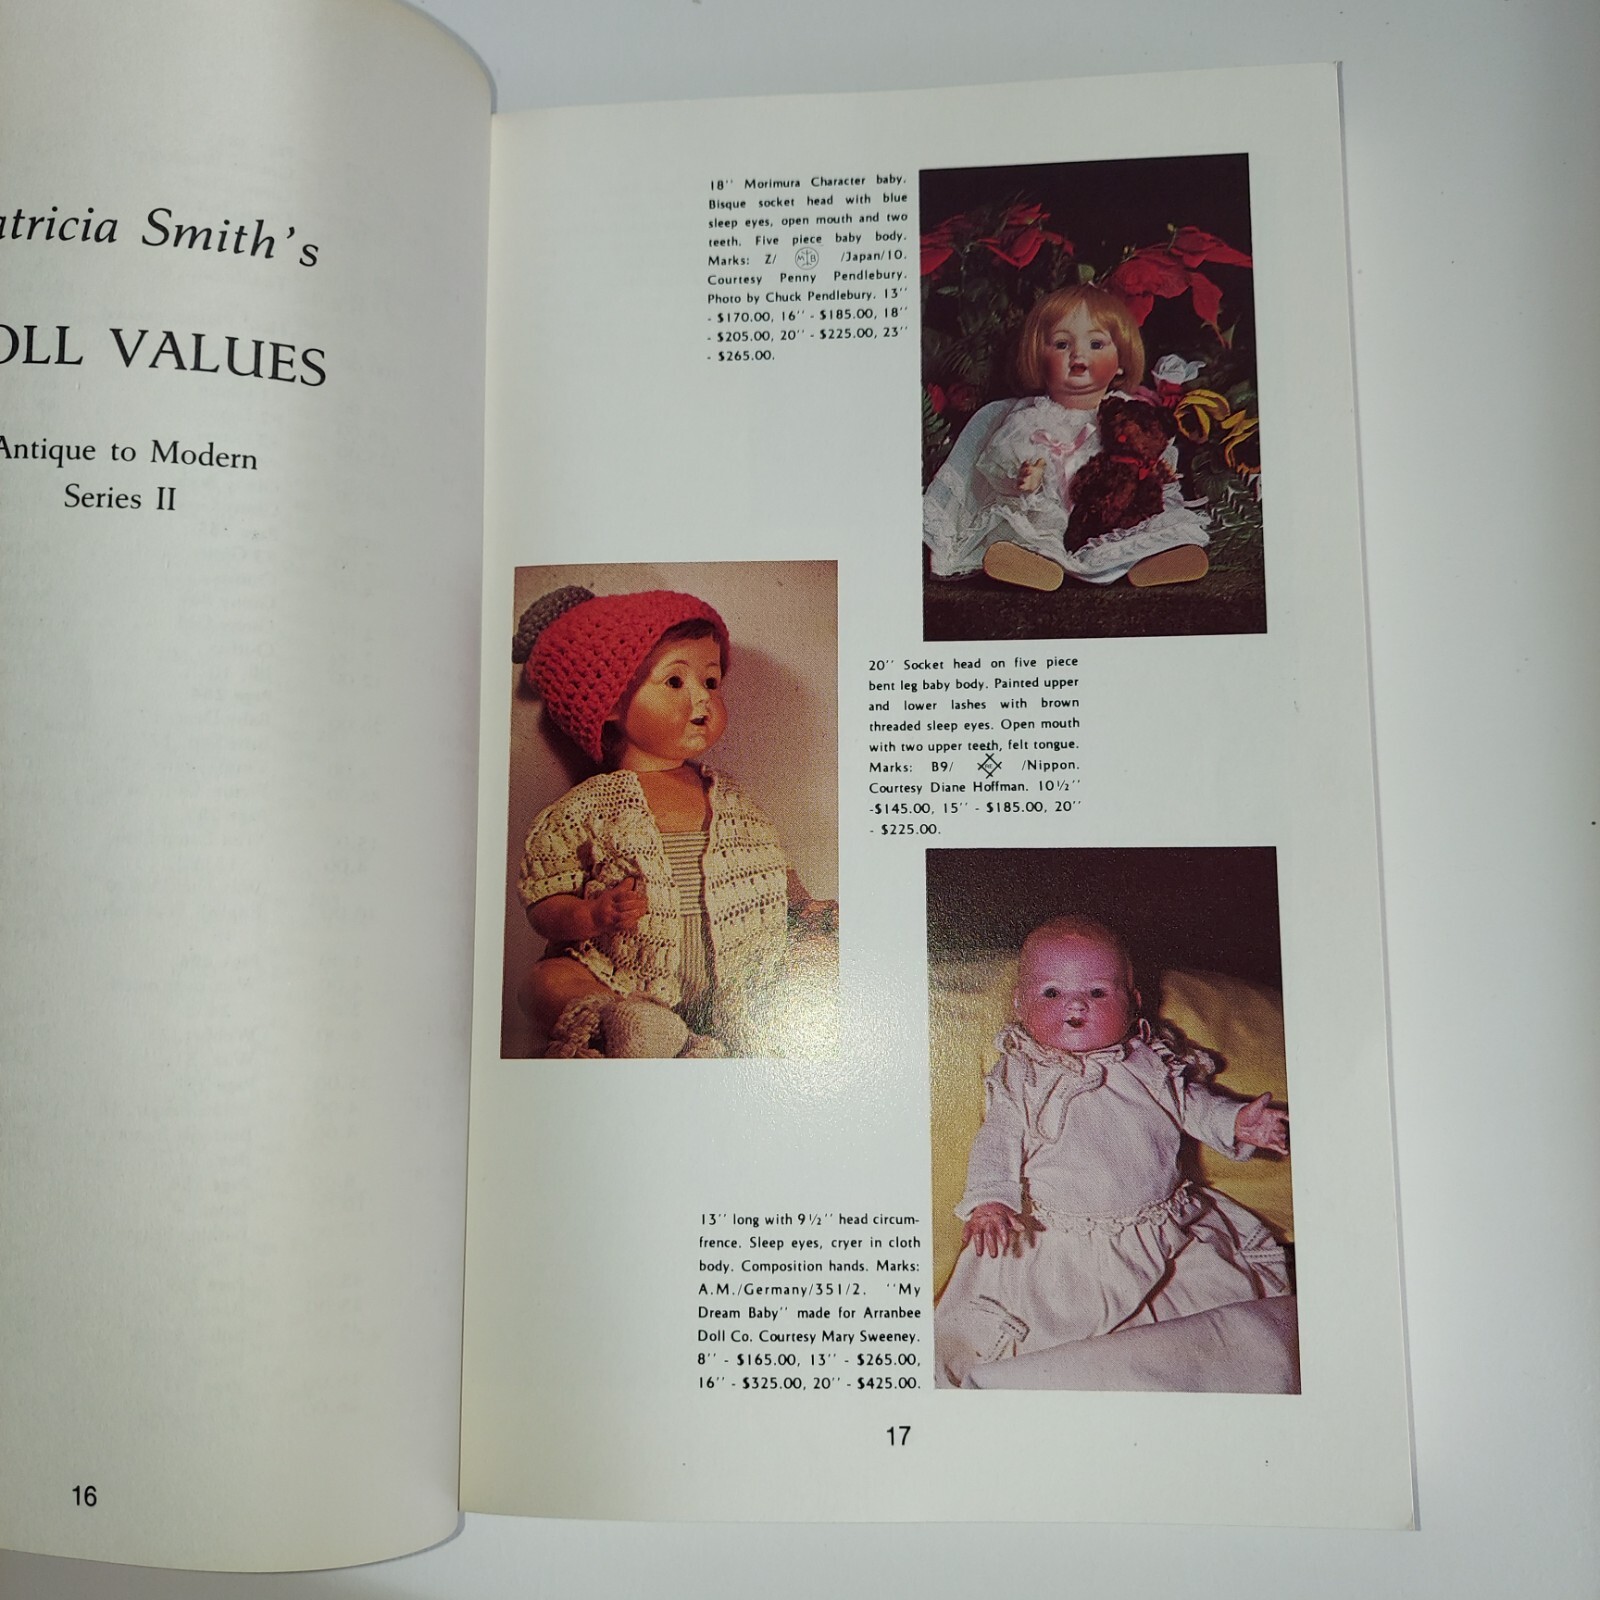 atricia Smith's
OLL VALUES
Antique to Modern
Series II
16
18'' Morimura Character baby.
Bisque socket head with blue
sleep eyes, open mouth and two
teeth. Five piece baby body.
Marks: Z/ M B /Japan/10.
Courtesy Penny Pendlebury.
Photo by Chuck Pendlebury. 13''
- $170.00, 16'' - $185.00, 18''
- $205.00, 20'' - $225.00, 23''
- $265.00.
20'' Socket head on five piece
bent leg baby body. Painted upper
and lower lashes with brown
threaded sleep eyes. Open mouth
with two upper teeth, felt tongue.
Marks: B9/ /Nippon.
Courtesy Diane Hoffman. 10½''
-$145.00, 15'' - $185.00, 20''
- $225.00.
13'' long with 9½'' head circum-
frence. Sleep eyes, cryer in cloth
body. Composition hands. Marks:
A.M./Germany/351/2. ''My
Dream Baby'' made for Arranbee
Doll Co. Courtesy Mary Sweeney.
8'' - $165.00, 13'' - $265.00,
16'' - $325.00, 20'' - $425.00.
17